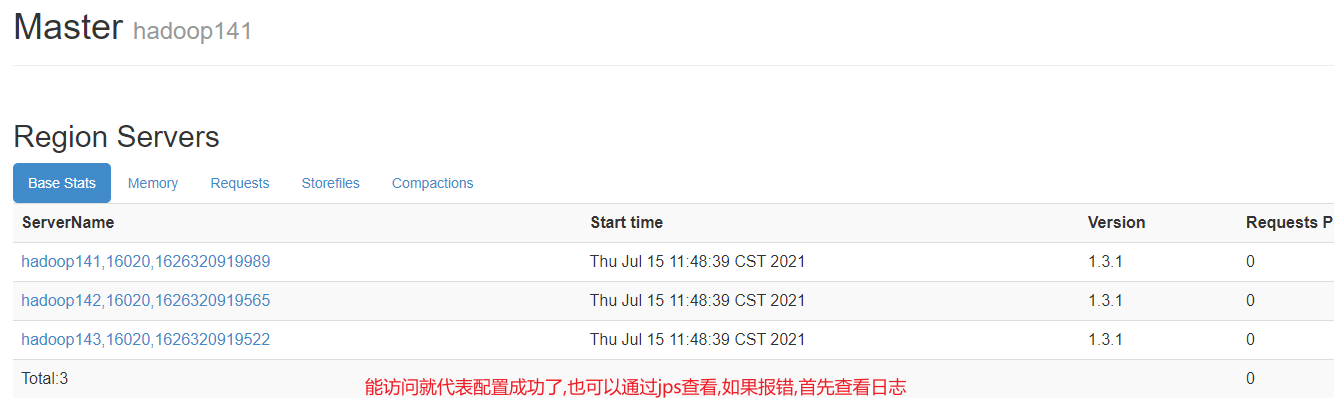 Master hadoop141
Region Servers
Base Stats Memory Requests Storefiles Compactions
ServerName Start time Version Requests P
hadoop141,16020,1626320919989 Thu Jul 15 11:48:39 CST 2021 1.3.1 0
hadoop142,16020,1626320919565 Thu Jul 15 11:48:39 CST 2021 1.3.1 0
hadoop143,16020,1626320919522 Thu Jul 15 11:48:39 CST 2021 1.3.1 0
Total:3 0
能访问就代表配置成功了,也可以通过jps查看,如果报错,首先查看日志